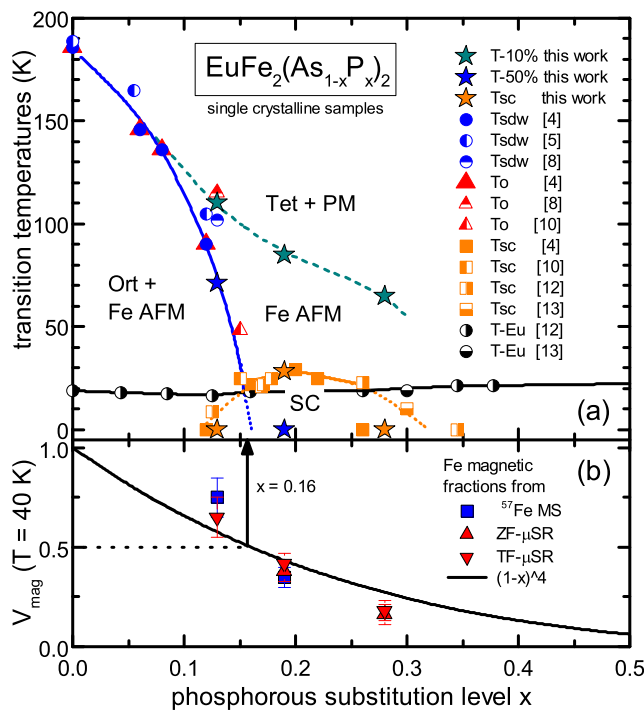 200
150
100
50
0
transition temperatures (K)
EuFe2(As1-xPx)2
single crystalline samples
T-10% this work
T-50% this work
Tsc this work
Tsdw [4]
Tsdw [5]
Tsdw [8]
To [4]
To [8]
To [10]
Tsc [4]
Tsc [10]
Tsc [12]
Tsc [13]
T-Eu [12]
T-Eu [13]
Tet + PM
Ort +
Fe AFM
Fe AFM
SC
(a)
1.0
0.5
0.0
Vmag (T = 40 K)
x = 0.16
(b)
Fe magnetic
fractions from
57Fe MS
ZF-μSR
TF-μSR
(1-x)^4
0.0 0.1 0.2 0.3 0.4 0.5
phosphorous substitution level x